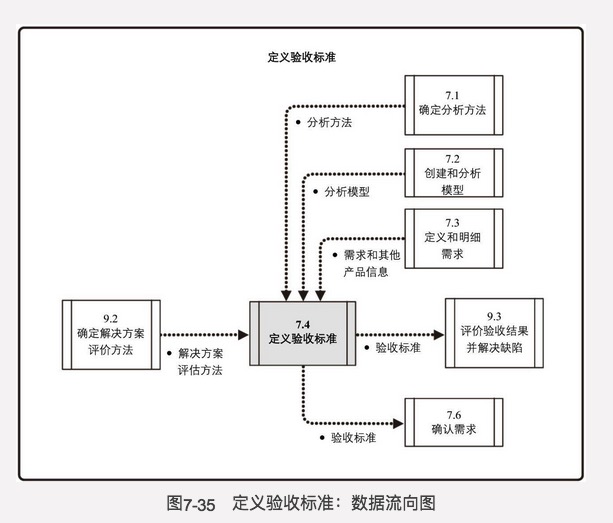 定义验收标准
7.1
确定分析方法
• 分析方法
7.2
创建和分析
模型
• 分析模型
7.3
定义和明细
需求
• 需求和其他
产品信息
9.2
确定解决方案
评价方法
• 解决方案
评估方法
7.4
定义验收标准
• 验收标准
9.3
评价验收结果
并解决缺陷
• 验收标准
7.6
确认需求
图7-35 定义验收标准：数据流向图